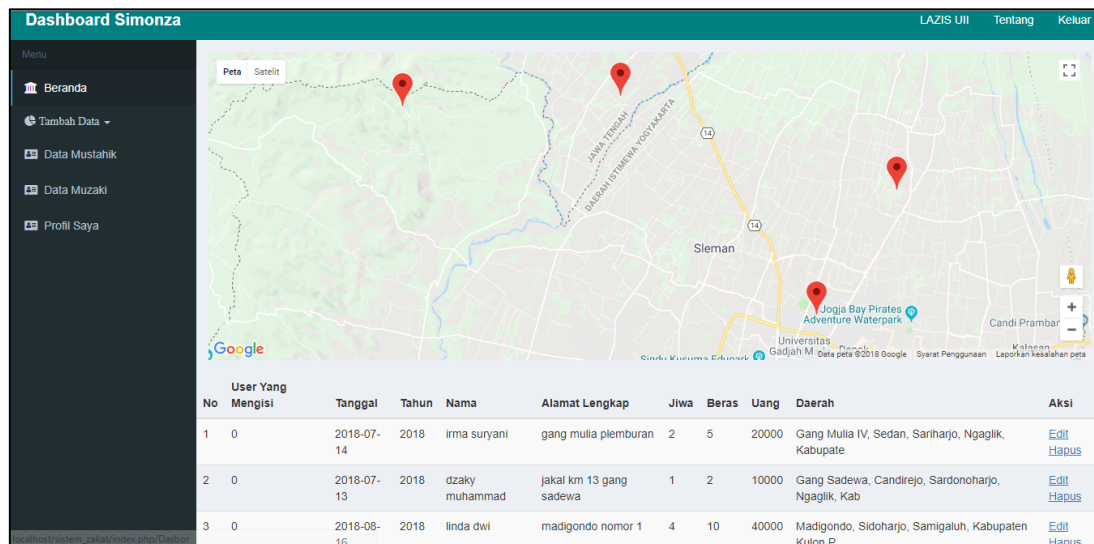 Dashboard Simonza
LAZIS UII Tentang Keluar
Menu
Beranda
Tambah Data
Data Mustahik
Data Muzaki
Profil Saya
localhost/sistem_zakat/index.php/Dasbor
Peta Satelit
JAWA TENGAH
DAERAH ISTIMEWA YOGYAKARTA
14
14
Sleman
Jogja Bay Pirates
Adventure Waterpark
Candi Prambar
Universitas
Gadjah M
Kalasan
Sindu Kusuma Edupark
Google
Data peta ©2018 Google Syarat Penggunaan Laporkan kesalahan peta
No User Yang Mengisi Tanggal Tahun Nama Alamat Lengkap Jiwa Beras Uang Daerah Aksi
1 0 2018-07-14 2018 irma suryani gang mulia plemburan 2 5 20000 Gang Mulia IV, Sedan, Sariharjo, Ngaglik, Kabupate Edit Hapus
2 0 2018-07-13 2018 dzaky muhammad jakal km 13 gang sadewa 1 2 10000 Gang Sadewa, Candirejo, Sardonoharjo, Ngaglik, Kab Edit Hapus
3 0 2018-08-16 2018 linda dwi madigondo nomor 1 4 10 40000 Madigondo, Sidoharjo, Samigaluh, Kabupaten Kulon P Edit Hapus